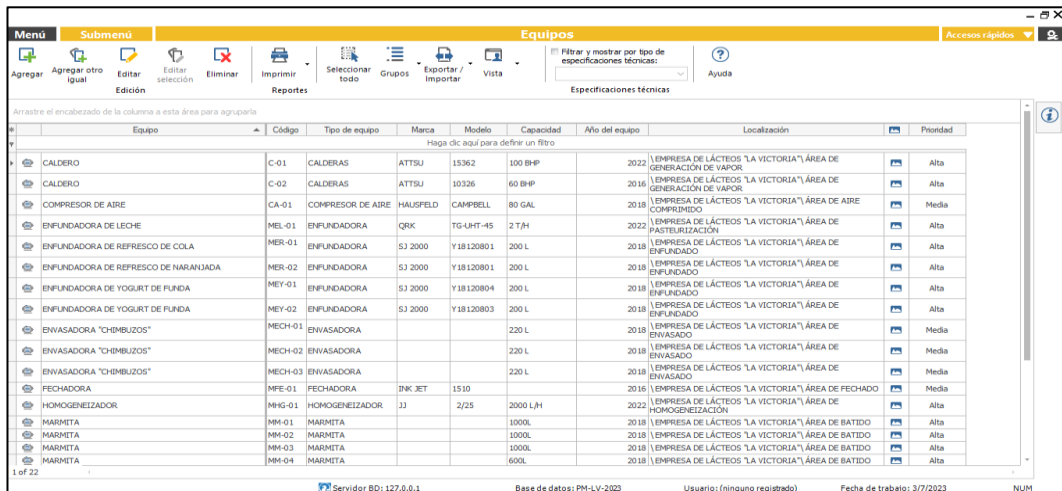 Menú Submenú Equipos Accesos rápidos
Agregar Agregar otro igual Editar Editar selección Eliminar Imprimir Seleccionar todo Grupos Exportar / Importar Vista Filtrar y mostrar por tipo de especificaciones técnicas: Ayuda
Edición Reportes Especificaciones técnicas
Arrastre el encabezado de la columna a esta área para agruparla
Equipo Código Tipo de equipo Marca Modelo Capacidad Año del equipo Localización Prioridad
Haga clic aquí para definir un filtro
CALDERO C-01 CALDERAS ATTSU 15362 100 BHP 2022 \EMPRESA DE LÁCTEOS "LA VICTORIA"\ ÁREA DE GENERACIÓN DE VAPOR Alta
CALDERO C-02 CALDERAS ATTSU 10326 60 BHP 2016 \EMPRESA DE LÁCTEOS "LA VICTORIA"\ ÁREA DE GENERACIÓN DE VAPOR Alta
COMPRESOR DE AIRE CA-01 COMPRESOR DE AIRE HAUSFELD CAMPBELL 80 GAL 2018 \EMPRESA DE LÁCTEOS "LA VICTORIA"\ ÁREA DE AIRE COMPRIMIDO Media
ENFUNDADORA DE LECHE MEL-01 ENFUNDADORA QRK TG-UHT-45 2 T/H 2022 \EMPRESA DE LÁCTEOS "LA VICTORIA"\ ÁREA DE PASTEURIZACIÓN Alta
ENFUNDADORA DE REFRESCO DE COLA MER-01 ENFUNDADORA SJ 2000 Y18120801 200 L 2018 \EMPRESA DE LÁCTEOS "LA VICTORIA"\ ÁREA DE ENFUNDADO Alta
ENFUNDADORA DE REFRESCO DE NARANJADA MER-02 ENFUNDADORA SJ 2000 Y18120801 200 L 2018 \EMPRESA DE LÁCTEOS "LA VICTORIA"\ ÁREA DE ENFUNDADO Alta
ENFUNDADORA DE YOGURT DE FUNDA MEY-01 ENFUNDADORA SJ 2000 Y18120804 200 L 2018 \EMPRESA DE LÁCTEOS "LA VICTORIA"\ ÁREA DE ENFUNDADO Alta
ENFUNDADORA DE YOGURT DE FUNDA MEY-02 ENFUNDADORA SJ 2000 Y18120803 200 L 2018 \EMPRESA DE LÁCTEOS "LA VICTORIA"\ ÁREA DE ENFUNDADO Alta
ENVASADORA "CHIMBUZOS" MECH-01 ENVASADORA 220 L 2018 \EMPRESA DE LÁCTEOS "LA VICTORIA"\ ÁREA DE ENVASADO Media
ENVASADORA "CHIMBUZOS" MECH-02 ENVASADORA 220 L 2018 \EMPRESA DE LÁCTEOS "LA VICTORIA"\ ÁREA DE ENVASADO Media
ENVASADORA "CHIMBUZOS" MECH-03 ENVASADORA 220 L 2018 \EMPRESA DE LÁCTEOS "LA VICTORIA"\ ÁREA DE ENVASADO Media
FECHADORA MFE-01 FECHADORA INK JET 1510 2016 \EMPRESA DE LÁCTEOS "LA VICTORIA"\ ÁREA DE FECHADO Media
HOMOGENEIZADOR MHG-01 HOMOGENEIZADOR JJ 2/25 2000 L/H 2022 \EMPRESA DE LÁCTEOS "LA VICTORIA"\ ÁREA DE HOMOGENEIZACIÓN Alta
MARMITA MM-01 MARMITA 1000L 2018 \EMPRESA DE LÁCTEOS "LA VICTORIA"\ ÁREA DE BATIDO Alta
MARMITA MM-02 MARMITA 1000L 2018 \EMPRESA DE LÁCTEOS "LA VICTORIA"\ ÁREA DE BATIDO Alta
MARMITA MM-03 MARMITA 1000L 2018 \EMPRESA DE LÁCTEOS "LA VICTORIA"\ ÁREA DE BATIDO Alta
MARMITA MM-04 MARMITA 600L 2018 \EMPRESA DE LÁCTEOS "LA VICTORIA"\ ÁREA DE BATIDO Alta
1 of 22
Servidor BD: 127.0.0.1 Base de datos: PM-LV-2023 Usuario: (ninguno registrado) Fecha de trabajo: 3/7/2023 NUM